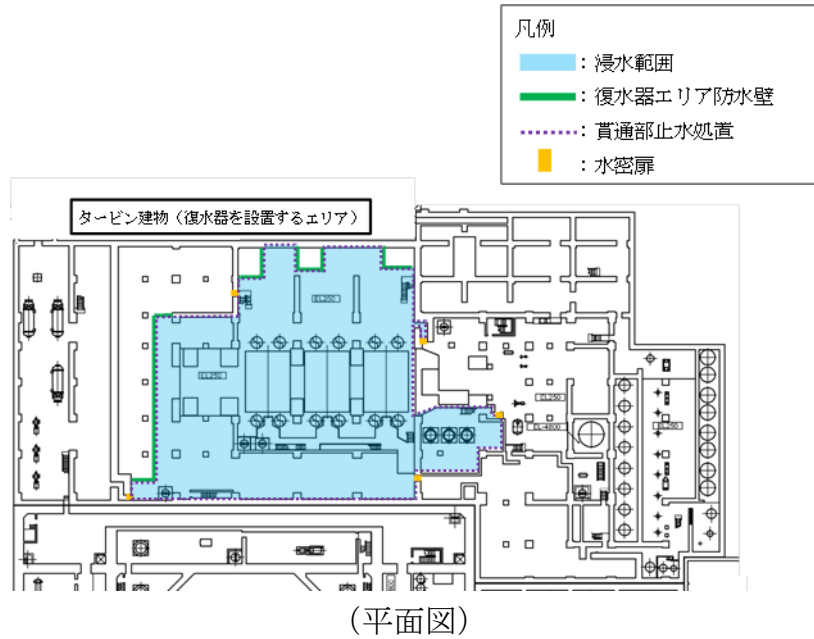 凡例
：浸水範囲
：復水器エリア防水壁
：貫通部止水処置
：水密扉
タービン建物（復水器を設置するエリア）
EL250
EL250
EL250
EL-4800
EL250
（平面図）